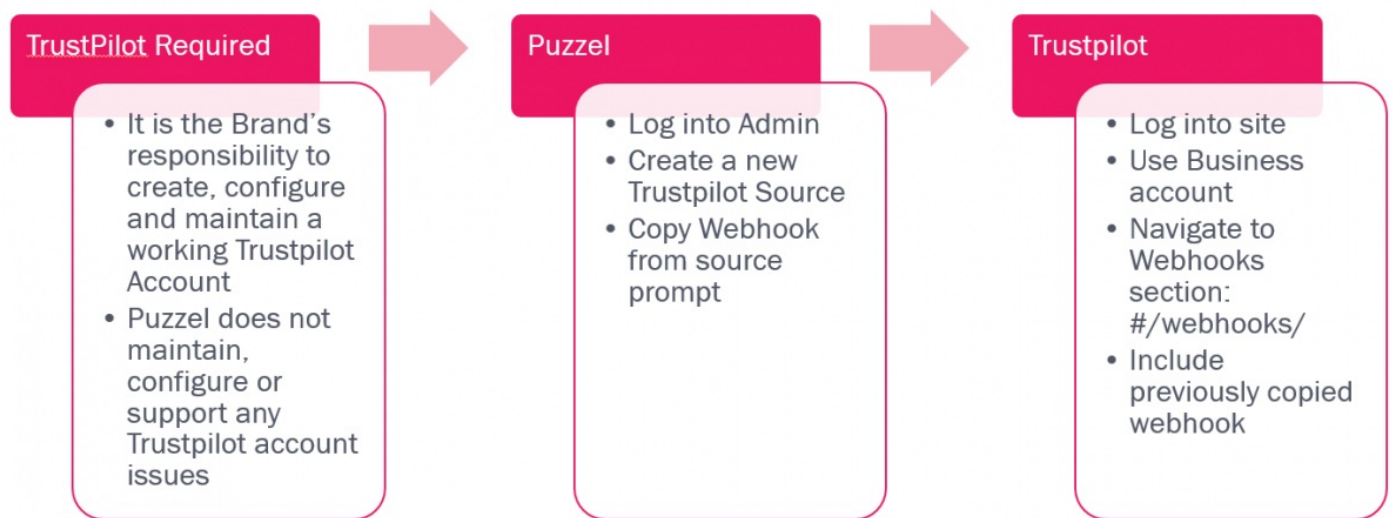 TrustPilot Required
• It is the Brand's
responsibility to
create, configure
and maintain a
working Trustpilot
Account
• Puzzel does not
maintain,
configure or
support any
Trustpilot account
issues
Puzzel
• Log into Admin
• Create a new
Trustpilot Source
• Copy Webhook
from source
prompt
Trustpilot
• Log into site
• Use Business
account
• Navigate to
Webhooks
section:
#/webhooks/
• Include
previously copied
webhook